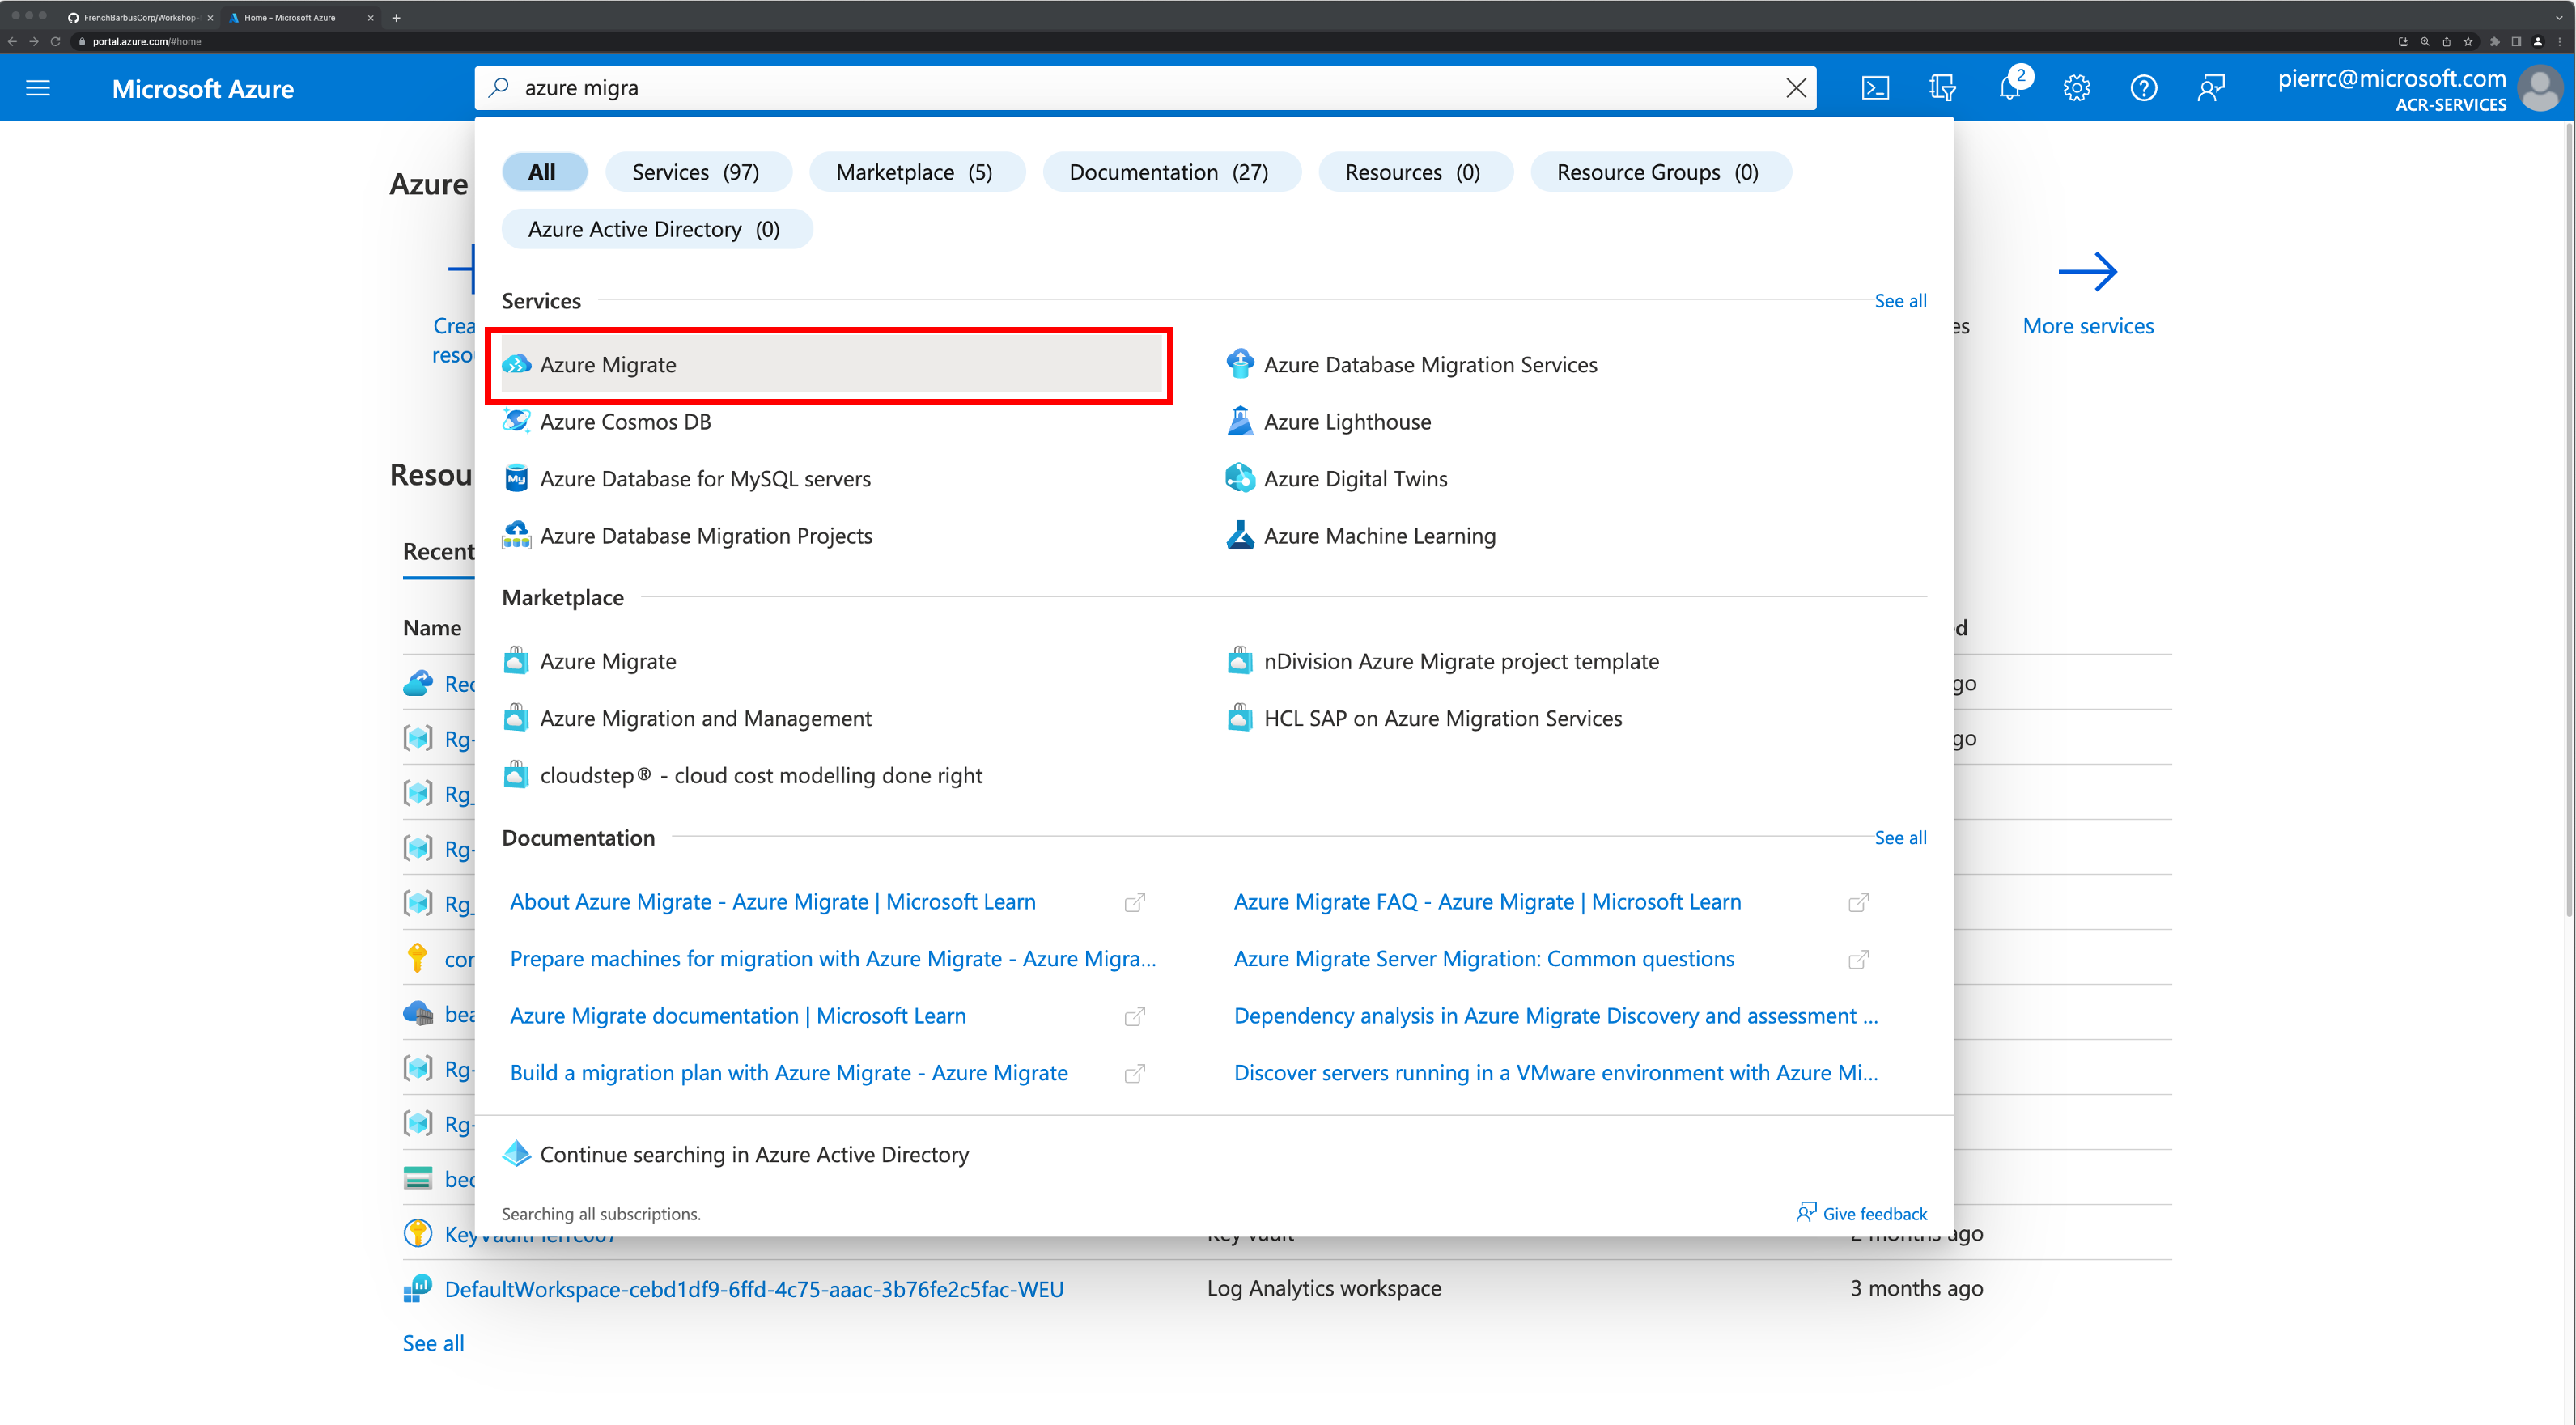 FrenchBarbusCorp/Workshop-
Home - Microsoft Azure
portal.azure.com/#home
Microsoft Azure
azure migra
2
pierrc@microsoft.com
ACR-SERVICES
All
Services (97)
Marketplace (5)
Documentation (27)
Resources (0)
Resource Groups (0)
Azure Active Directory (0)
Azure
Services
See all
Crea
resou
es
More services
Azure Migrate
Azure Database Migration Services
Azure Cosmos DB
Azure Lighthouse
Azure Database for MySQL servers
Azure Digital Twins
Azure Database Migration Projects
Azure Machine Learning
Resou
Recent
Marketplace
Name
d
Azure Migrate
nDivision Azure Migrate project template
Rec
go
Azure Migration and Management
HCL SAP on Azure Migration Services
Rg-
go
cloudstep® - cloud cost modelling done right
Rg_
Documentation
See all
Rg-
About Azure Migrate - Azure Migrate | Microsoft Learn
Azure Migrate FAQ - Azure Migrate | Microsoft Learn
Rg_
Prepare machines for migration with Azure Migrate - Azure Migra...
Azure Migrate Server Migration: Common questions
cor
Azure Migrate documentation | Microsoft Learn
Dependency analysis in Azure Migrate Discovery and assessment ...
bea
Build a migration plan with Azure Migrate - Azure Migrate
Discover servers running in a VMware environment with Azure Mi...
Rg-
Rg-
Continue searching in Azure Active Directory
bec
Searching all subscriptions.
Give feedback
KeyVaultPierrc007
Key vault
2 months ago
DefaultWorkspace-cebd1df9-6ffd-4c75-aaac-3b76fe2c5fac-WEU
Log Analytics workspace
3 months ago
See all